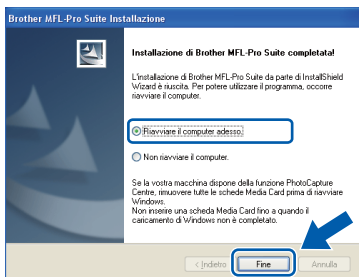 Brother MFL-Pro Suite Installazione
Installazione di Brother MFL-Pro Suite completata!
L'installazione di Brother MFL-Pro Suite da parte di InstallShield
Wizard è riuscita. Per potere utilizzare il programma, occorre
riavviare il computer.
Riavviare il computer adesso.
Non riavviare il computer.
Se la vostra macchina dispone della funzione PhotoCapture
Centre, rimuovere tutte le schede Media Card prima di riavviare
Windows.
Non inserire una scheda Media Card fino a quando il
caricamento di Windows non è completato.
< Indietro
Fine
Annulla